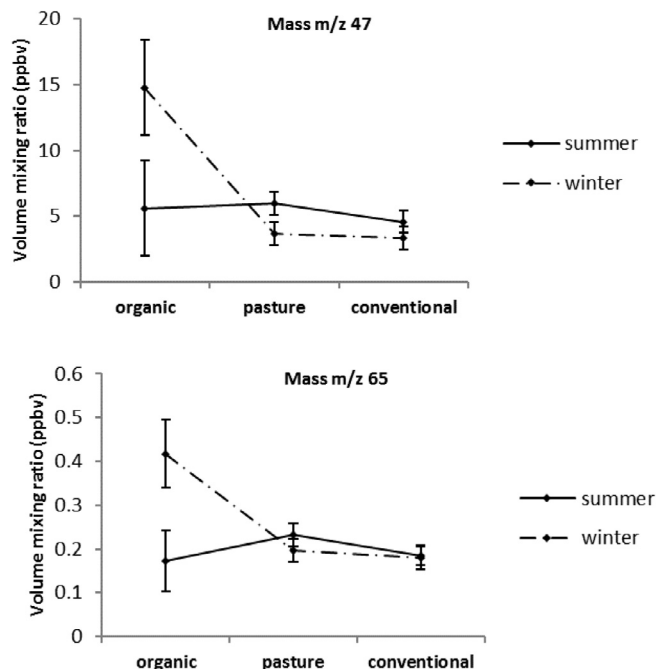 Mass m/z 47
Volume mixing ratio (ppbv)
20
15
10
5
0
organic pasture conventional
summer
winter
Mass m/z 65
Volume mixing ratio (ppbv)
0.6
0.5
0.4
0.3
0.2
0.1
0
organic pasture conventional
summer
winter